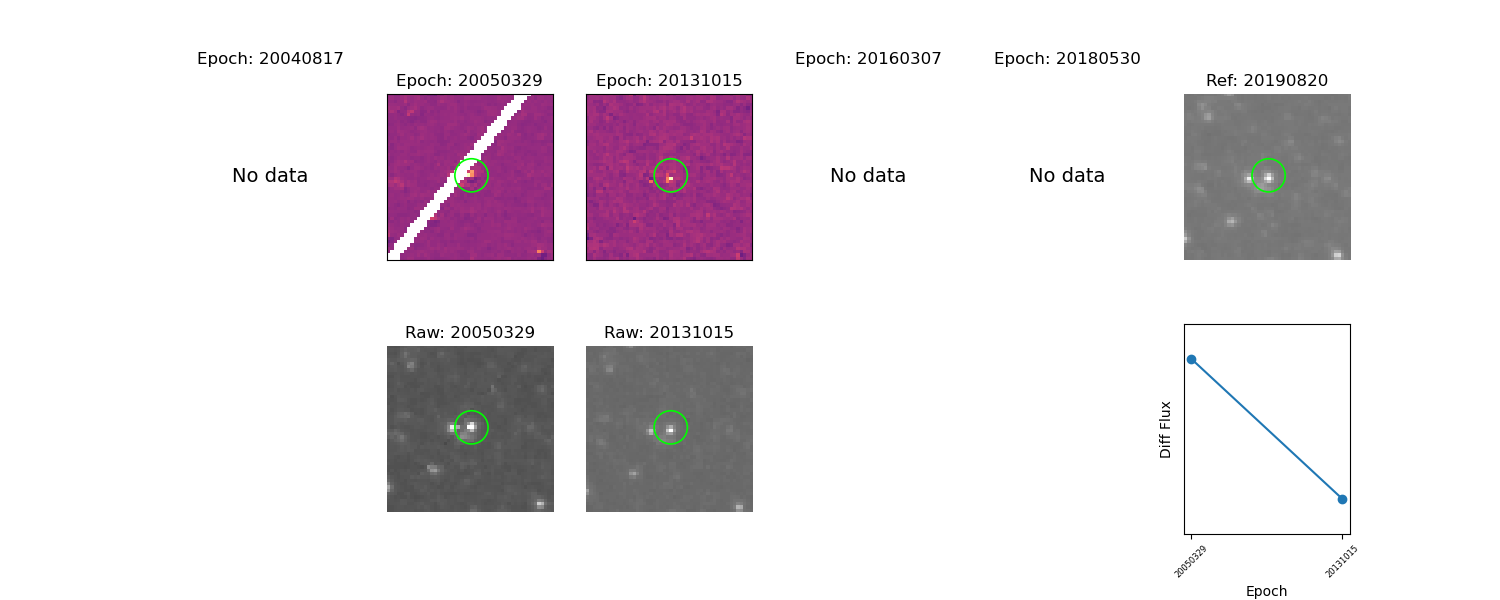 Epoch: 20040817
Epoch: 20050329
Epoch: 20131015
Epoch: 20160307
Epoch: 20180530
Ref: 20190820
No data
No data
No data
Raw: 20050329
Raw: 20131015
Diff Flux
20050329
20131015
Epoch